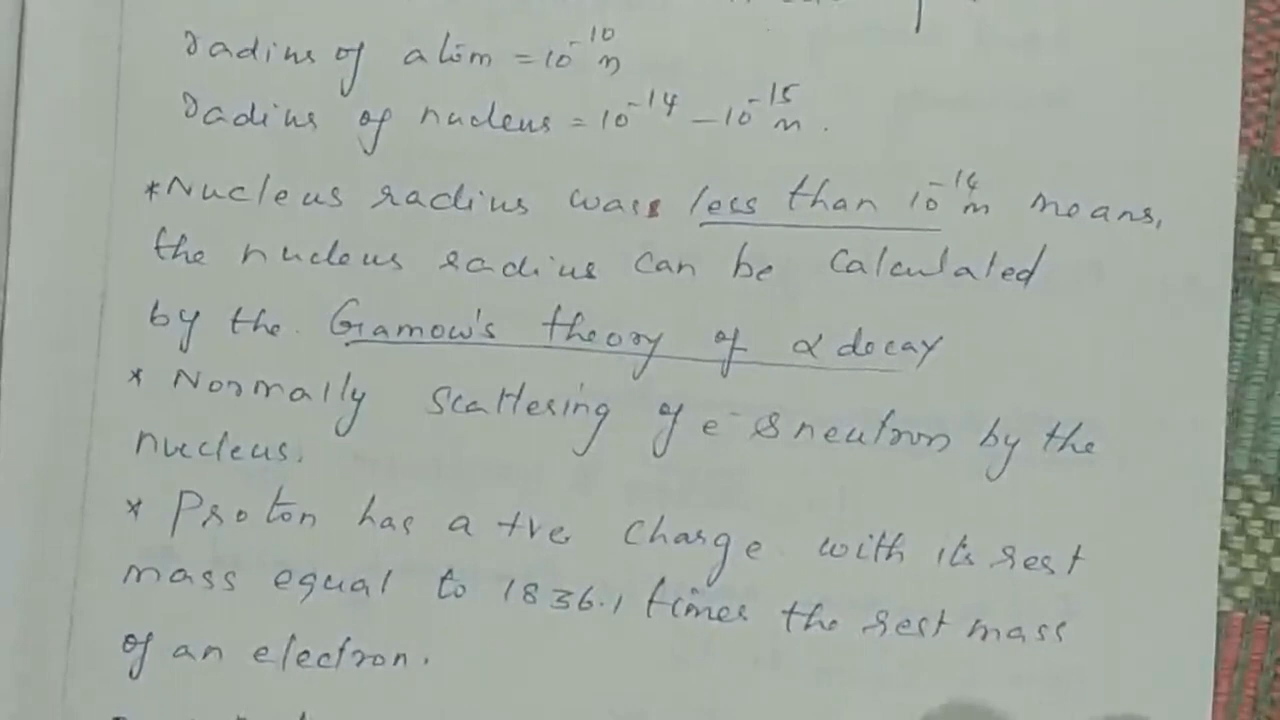 radius of atom = 10⁻¹⁰ m
radius of nucleus = 10⁻¹⁴ – 10⁻¹⁵ m.
*Nucleus radius was less than 10⁻¹⁴ m means,
the nucleus radius can be calculated
by the Gamow's theory of α decay
* Normally scattering of e⁻ & neutron by the
nucleus.
* Proton has a +ve charge with its rest
mass equal to 1836.1 times the rest mass
of an electron.